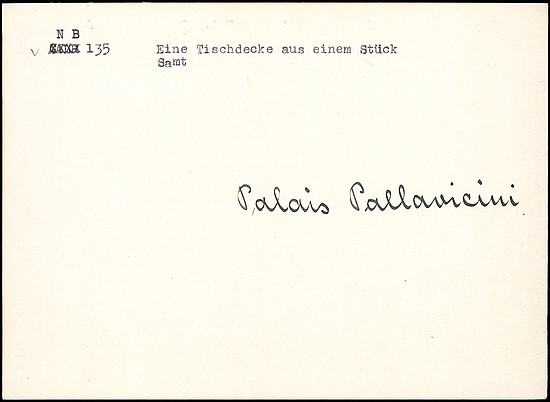 N B
√ 135 Eine Tischdecke aus einem Stück
Samt
Palais Pallavicini